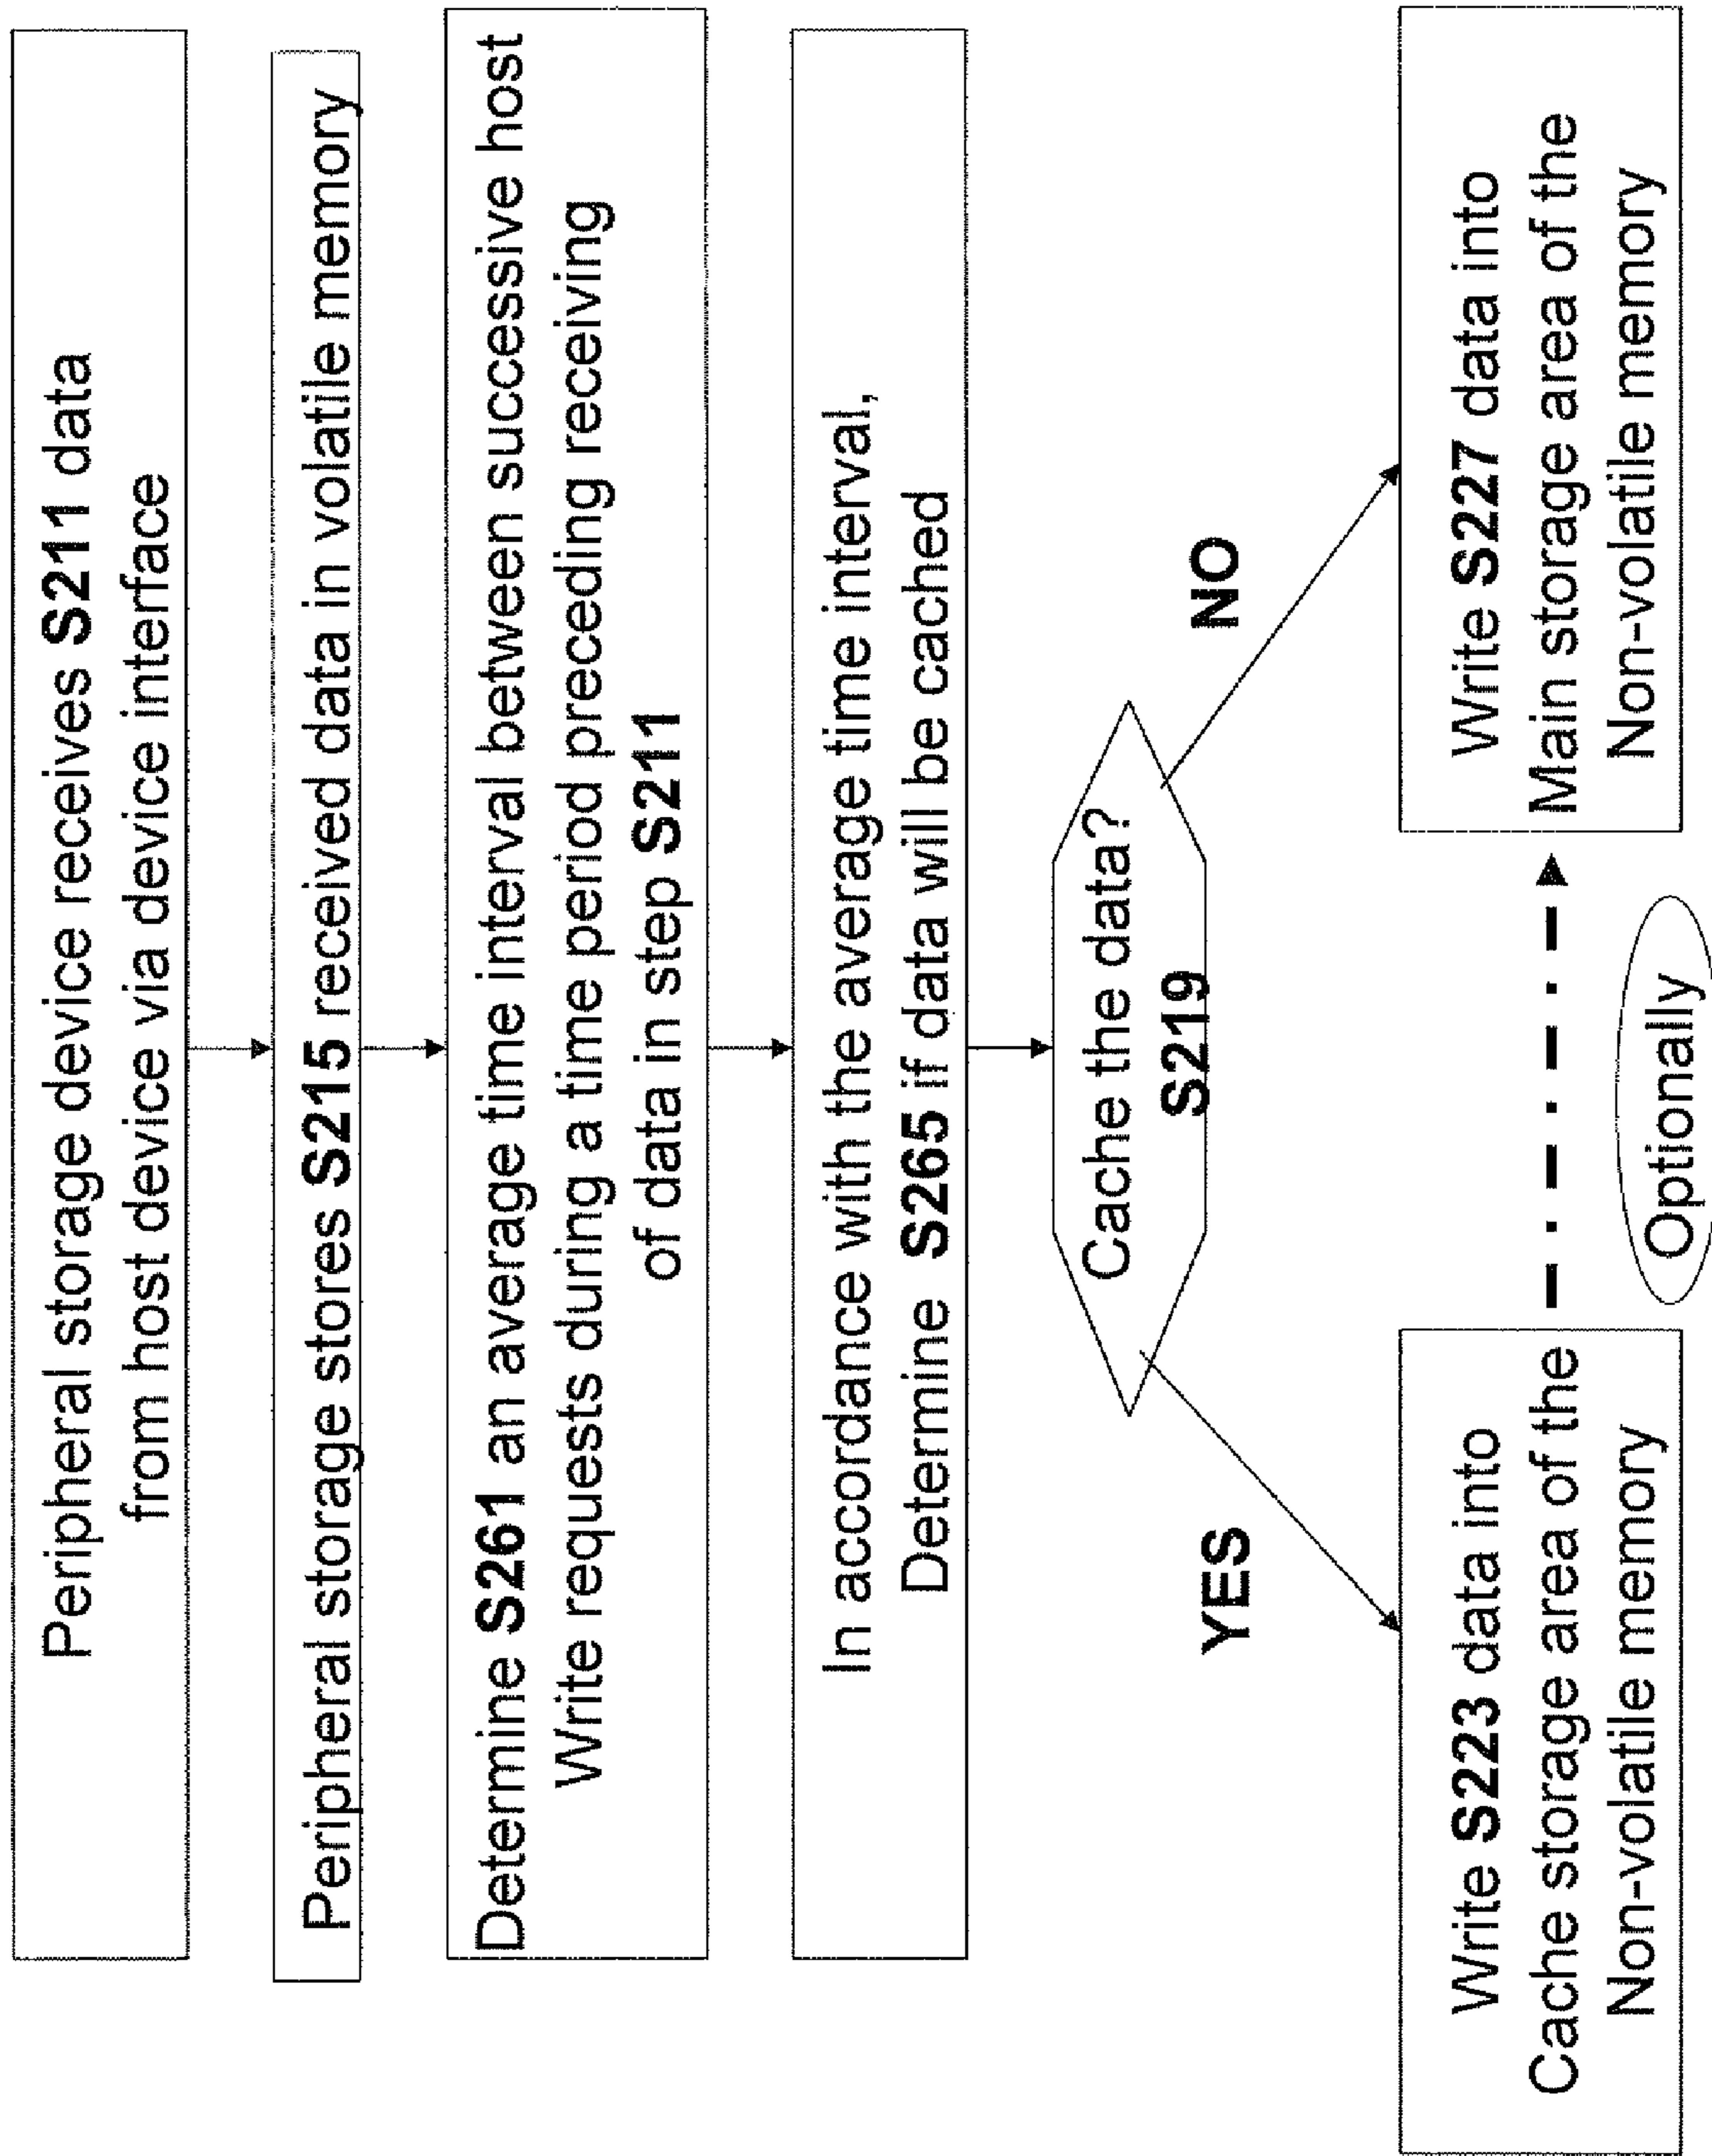 Peripheral storage device receives S211 data
from host device via device interface
Peripheral storage stores S215 received data in volatile memory
Determine S261 an average time interval between successive host
Write requests during a time period preceding receiving
of data in step S211
In accordance with the average time interval,
Determine S265 if data will be cached
Cache the data?
S219
YES
NO
Write S223 data into
Cache storage area of the
Non-volatile memory
Optionally
Write S227 data into
Main storage area of the
Non-volatile memory